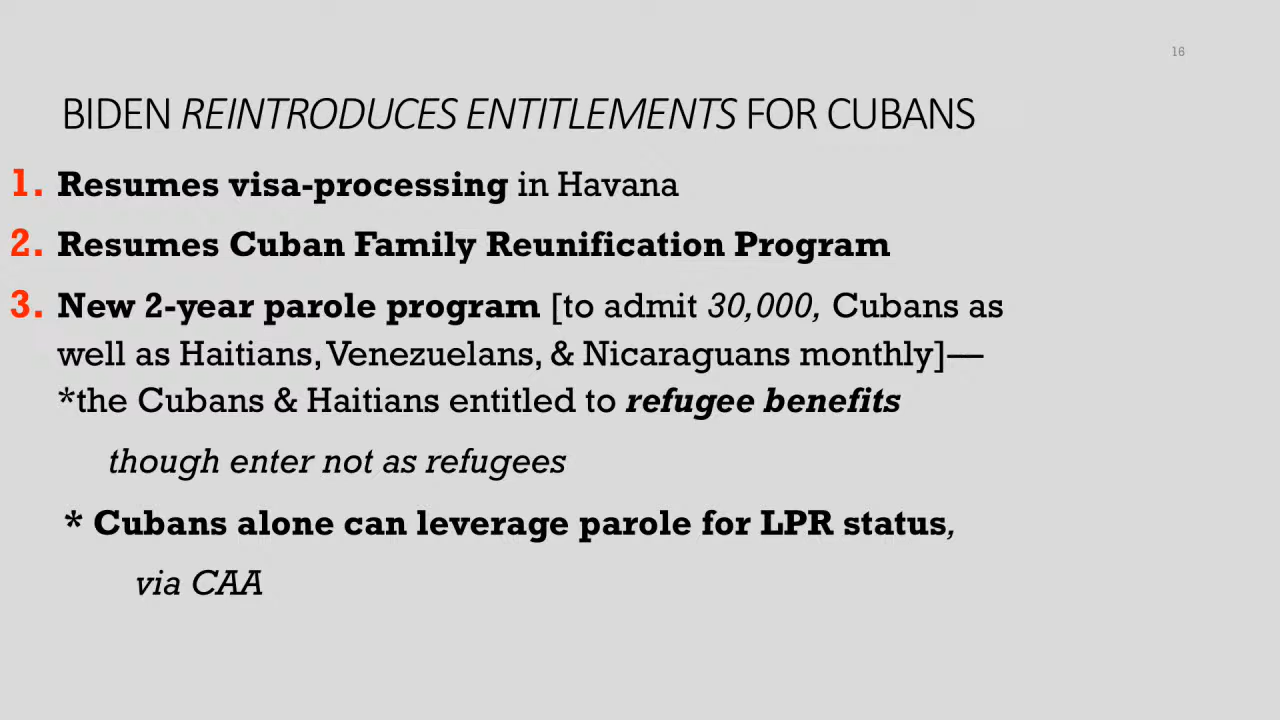 16
BIDEN REINTRODUCES ENTITLEMENTS FOR CUBANS
1. Resumes visa-processing in Havana
2. Resumes Cuban Family Reunification Program
3. New 2-year parole program [to admit 30,000, Cubans as
well as Haitians, Venezuelans, & Nicaraguans monthly]—
*the Cubans & Haitians entitled to refugee benefits
though enter not as refugees
* Cubans alone can leverage parole for LPR status,
via CAA